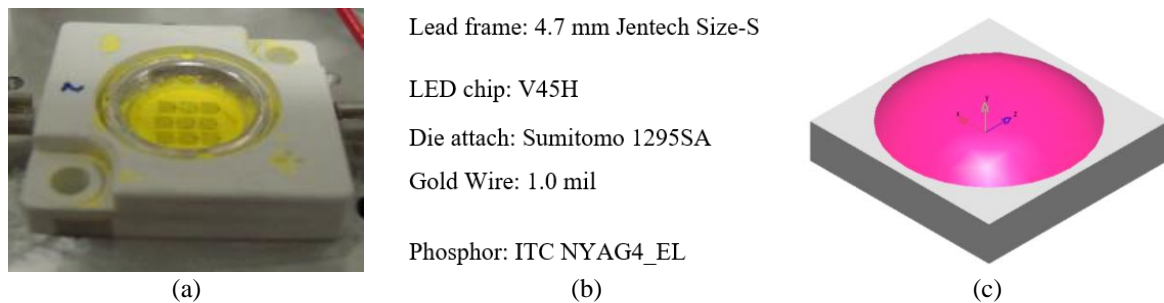 Lead frame: 4.7 mm Jentech Size-S
LED chip: V45H
Die attach: Sumitomo 1295SA
Gold Wire: 1.0 mil
Phosphor: ITC NYAG4_EL
(a)
(b)
(c)